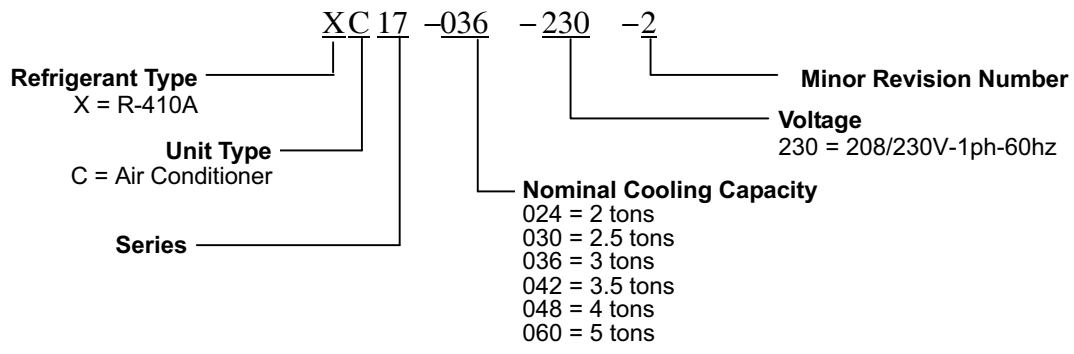 XC17 –036 –230 –2
Refrigerant Type
X = R-410A
Unit Type
C = Air Conditioner
Series
Minor Revision Number
Voltage
230 = 208/230V-1ph-60hz
Nominal Cooling Capacity
024 = 2 tons
030 = 2.5 tons
036 = 3 tons
042 = 3.5 tons
048 = 4 tons
060 = 5 tons